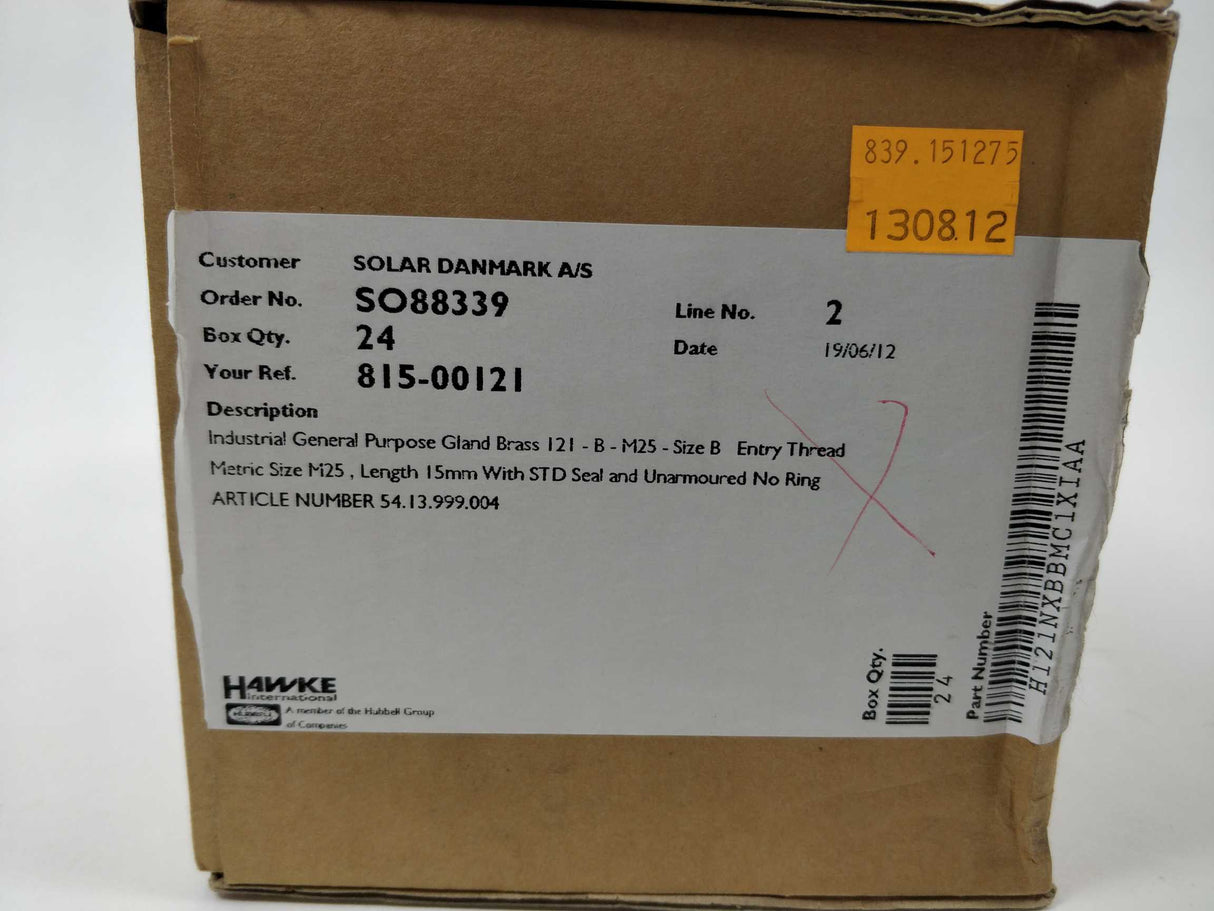 839.151275
130812
Customer SOLAR DANMARK A/S
Order No. SO88339 Line No. 2
Box Qty. 24 Date 19/06/12
Your Ref. 815-00121
Description
Industrial General Purpose Gland Brass 121 - B - M25 - Size B Entry Thread
Metric Size M25 , Length 15mm With STD Seal and Unarmoured No Ring
ARTICLE NUMBER 54.13.999.004
HAWKE
International
HUBBELL A member of the Hubbell Group
of Companies
Box Qty.
24
Part Number
H121NXBBMC1XIAA